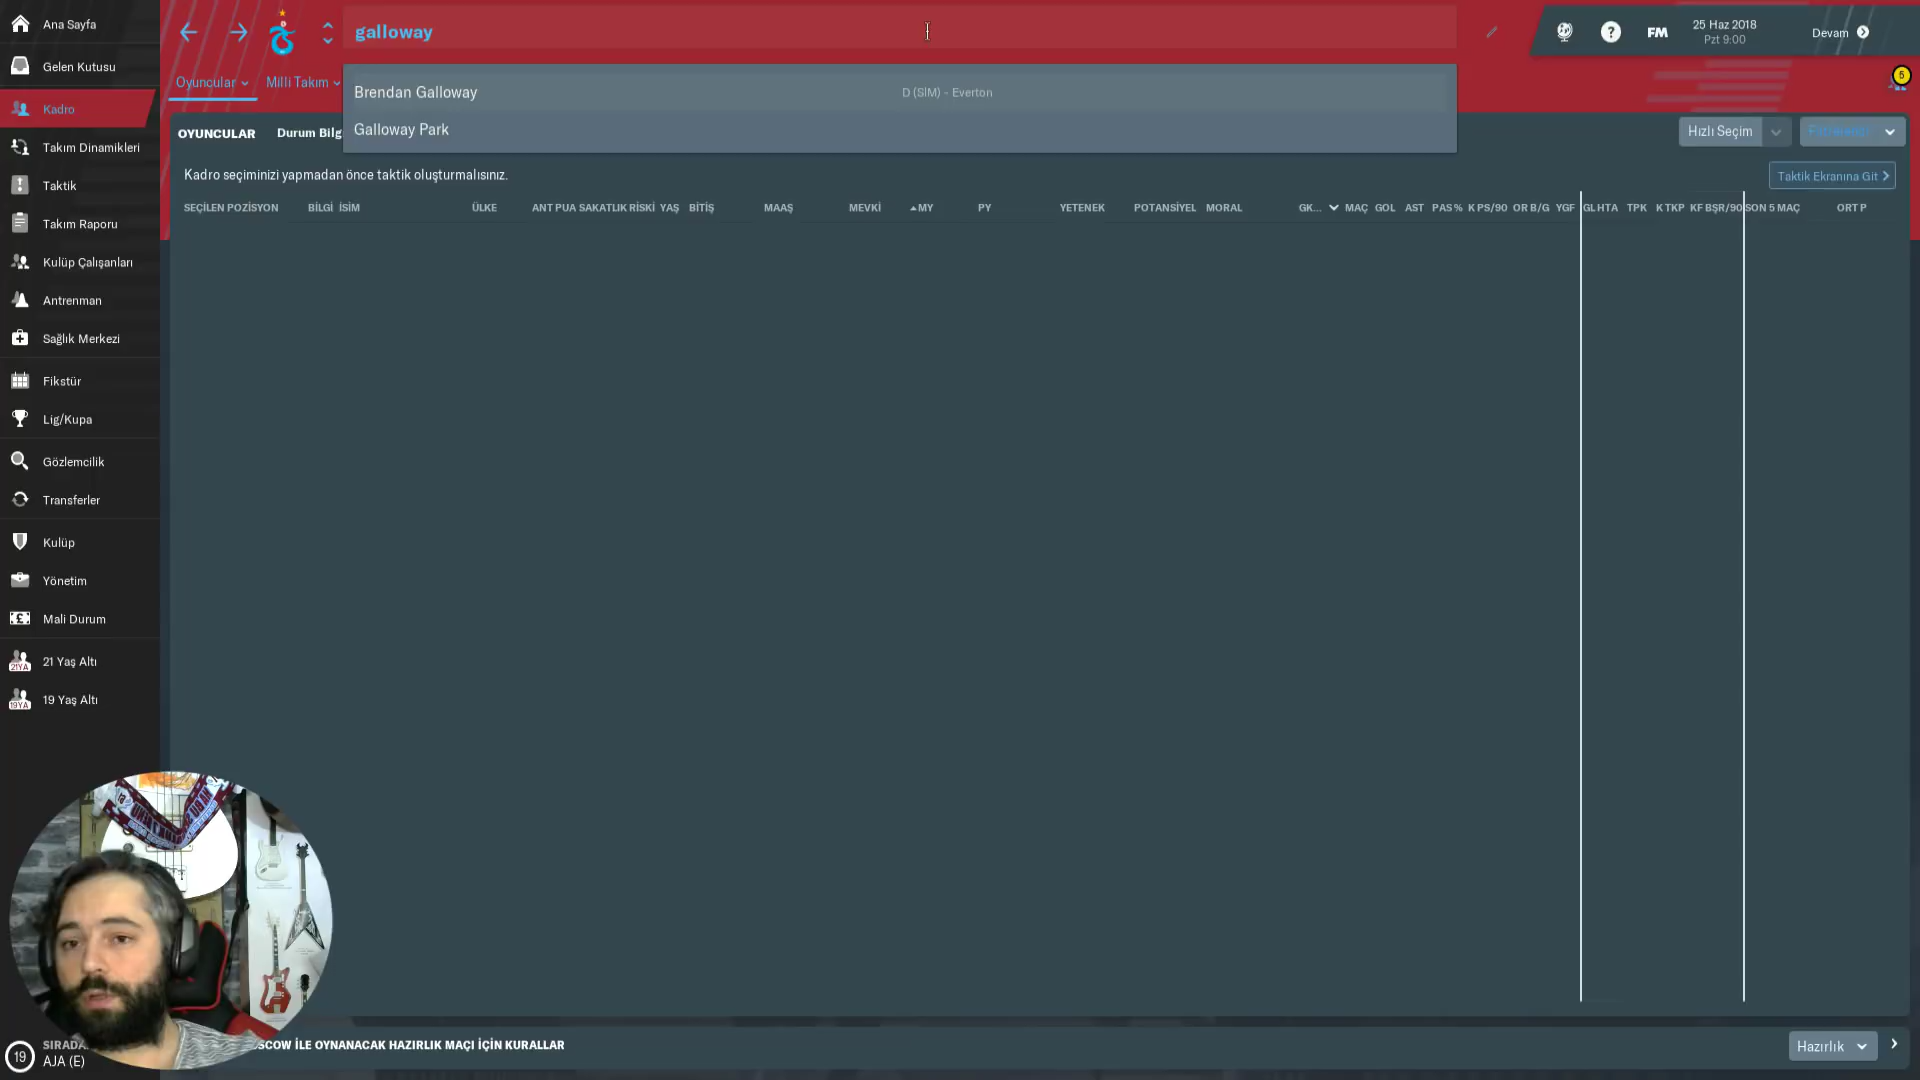 Ana Sayfa
galloway
25 Haz 2018
Pzt 9:00
FM
Devam
Gelen Kutusu
Oyuncular
Milli Takım
5
Brendan Galloway
D (SlM) - Everton
Galloway Park
Kadro
OYUNCULAR
Durum Bilg
Hızlı Seçim
Takım Dinamikleri
Kadro seçiminizi yapmadan önce taktik oluşturmalısınız.
Taktik Ekranına Git
Taktik
SEÇİLEN POZİSYON BİLGİ İSİM ÜLKE ANT PUA SAKATLIK RİSKİ YAŞ BİTİŞ MAAŞ MEVKİ MY PY YETENEK POTANSİYEL MORAL GK... MAÇ GOL AST PAS % K PS/90 OR B/G YGF GL HTA TPK K TKP KF BŞR/90 SON 5 MAÇ ORT P
Takım Raporu
Kulüp Çalışanları
Antrenman
Sağlık Merkezi
Fikstür
Lig/Kupa
Gözlemcilik
Transferler
Kulüp
Yönetim
Mali Durum
21YA
21 Yaş Altı
19YA
19 Yaş Altı
19
SIRADA
AJA (E)
SCOW İLE OYNANACAK HAZIRLIK MAÇI İÇİN KURALLAR
Hazırlık